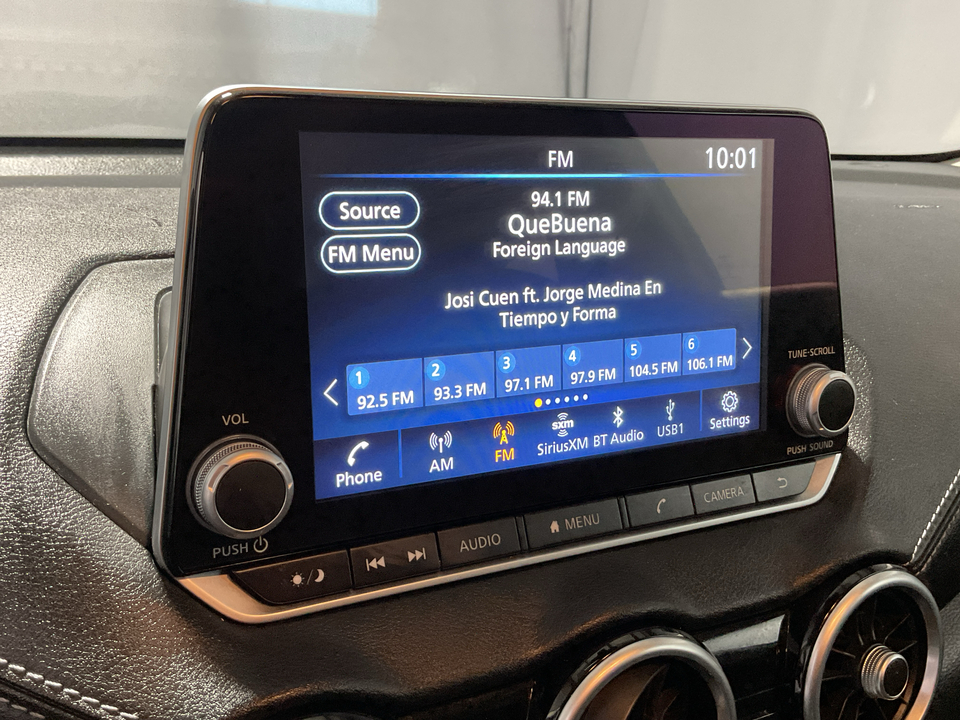 FM
10:01
Source
FM Menu
94.1 FM
QueBuena
Foreign Language
Josi Cuen ft. Jorge Medina En
Tiempo y Forma
1 92.5 FM
2 93.3 FM
3 97.1 FM
4 97.9 FM
5 104.5 FM
6 106.1 FM
Phone
AM
FM
sxm
SiriusXM
BT Audio
USB1
Settings
VOL
PUSH
TUNE·SCROLL
PUSH SOUND
AUDIO
MENU
CAMERA